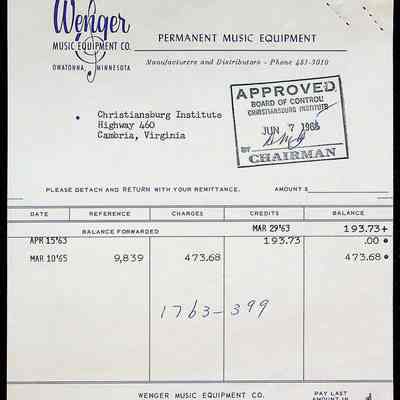 Wenger
MUSIC EQUIPMENT CO.
OWATONNA, MINNESOTA
PERMANENT MUSIC EQUIPMENT
Manufacturers and Distributors - Phone 451-3010
Christiansburg Institute
Highway 460
Cambria, Virginia
APPROVED
BOARD OF CONTROL
CHRISTIANSBURG INSTITUTE
JUN 7 1965
BY
CHAIRMAN
PLEASE DETACH AND RETURN WITH YOUR REMITTANCE. AMOUNT $
DATE REFERENCE CHARGES CREDITS BALANCE
BALANCE FORWARDED MAR 29'63 193.73+
APR 15'63 193.73 .00
MAR 10'65 9,839 473.68 473.68
1763-399
WENGER MUSIC EQUIPMENT CO. PAY LAST
AMOUNT IN